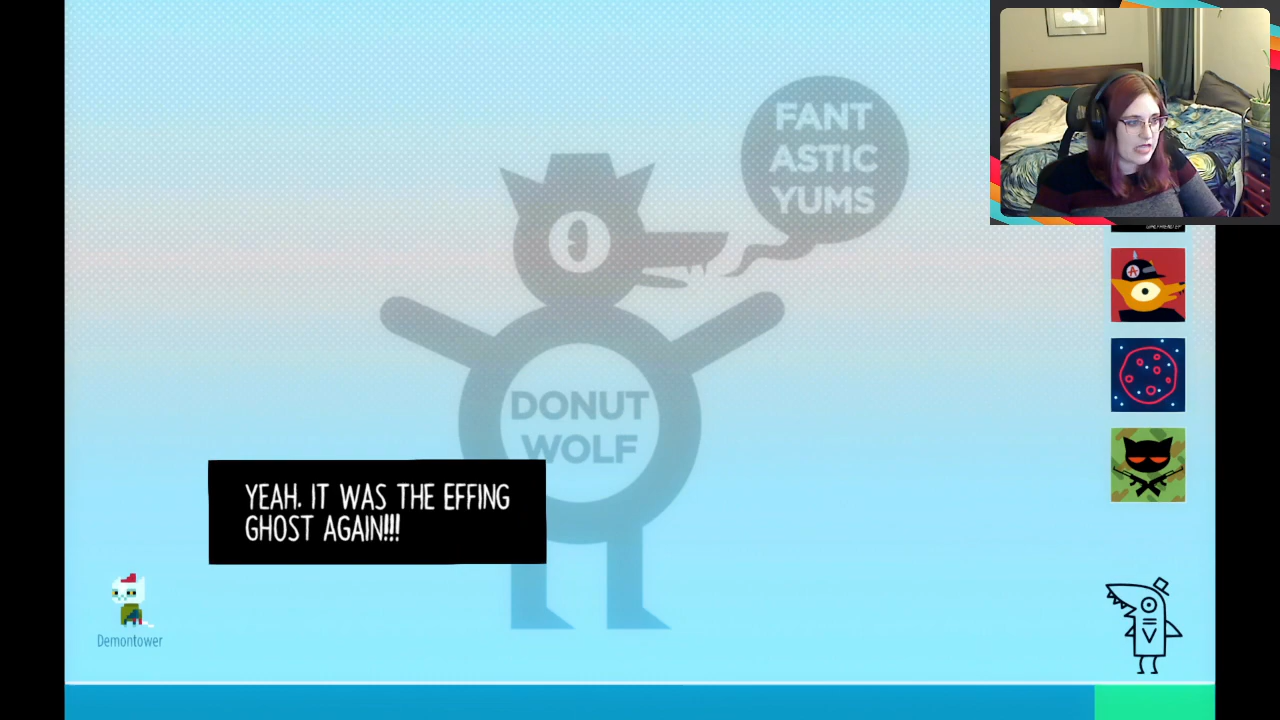 FANT
ASTIC
YUMS
DONUT
WOLF
YEAH. IT WAS THE EFFING
GHOST AGAIN!!!
Demontower